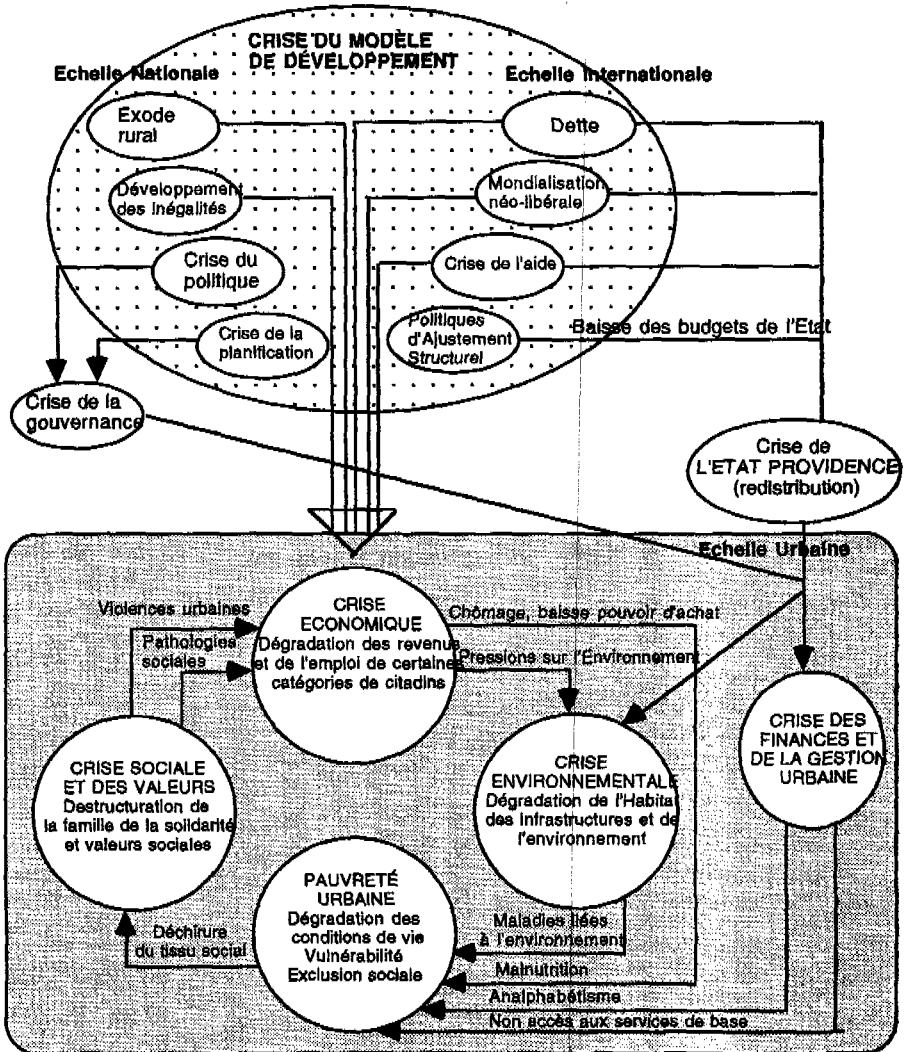 CRISE DU MODÈLE
DE DÉVELOPPEMENT
Echelle Nationale
Echelle Internationale
Exode
rural
Dette
Développement
des Inégalités
Mondialisation
néo-libérale
Crise du
politique
Crise de l'aide
Crise de la
planification
Politiques
d'Ajustement
Structurel
Baisse des budgets de l'Etat
Crise de la
gouvernance
Crise de
L'ETAT PROVIDENCE
(redistribution)
Echelle Urbaine
Violences urbaines
Pathologies
sociales
CRISE
ECONOMIQUE
Dégradation des revenus
et de l'emploi de certaines
catégories de citadins
Chômage, baisse pouvoir d'achat
Pressions sur l'Environnement
CRISE SOCIALE
ET DES VALEURS
Destructuration de
la famille de la solidarité
et valeurs sociales
CRISE
ENVIRONNEMENTALE
Dégradation de l'Habitat
des Infrastructures et de
l'environnement
CRISE DES
FINANCES ET
DE LA GESTION
URBAINE
PAUVRETÉ
URBAINE
Dégradation des
conditions de vie
Vulnérabilité
Exclusion sociale
Déchirure
du tissu social
Maladies liées
à l'environnement
Malnutrition
Analphabétisme
Non accès aux services de base